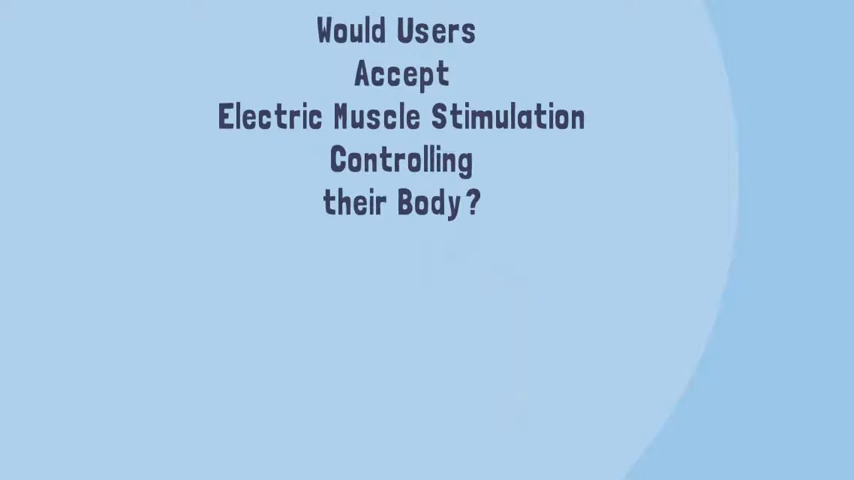 Would Users
Accept
Electric Muscle Stimulation
Controlling
their Body?